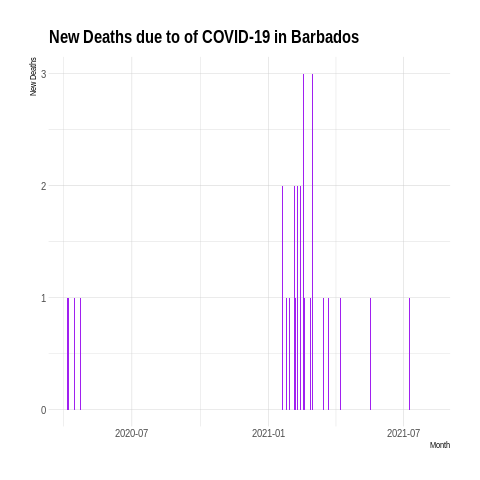 New Deaths due to of COVID-19 in Barbados
New Deaths
3
2
1
0
2020-07 2021-01 2021-07
Month